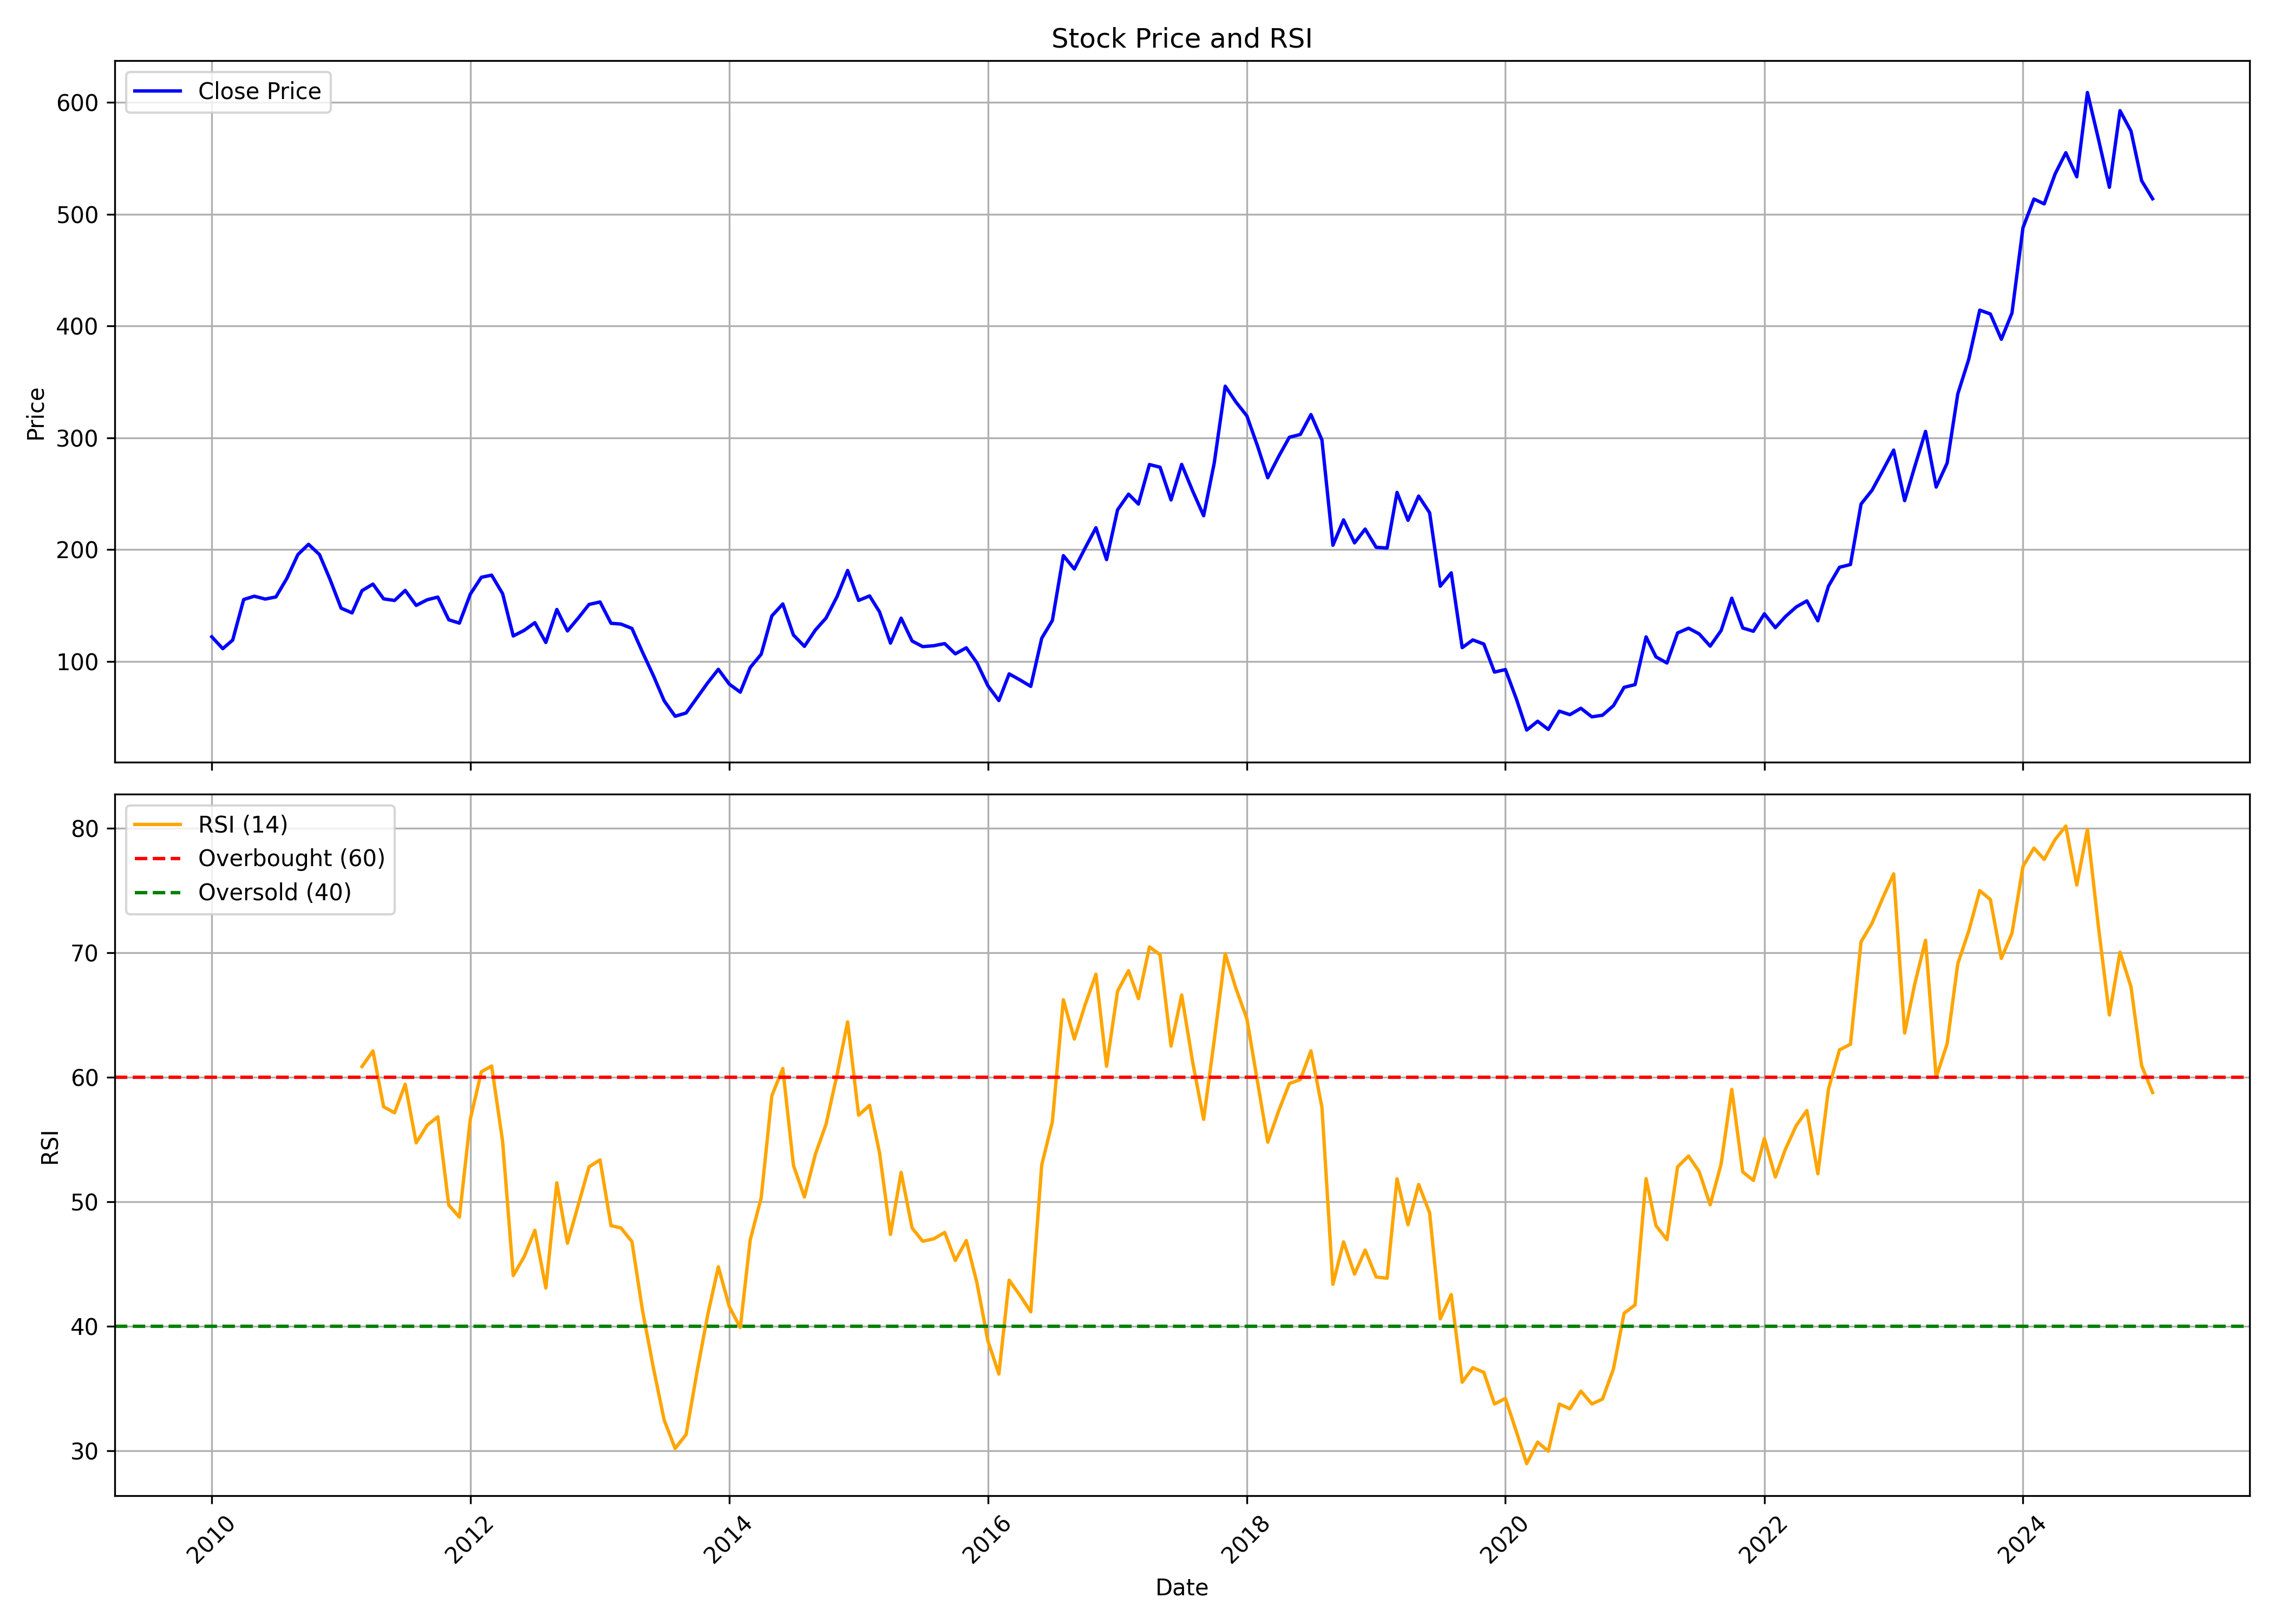 Stock Price and RSI
Close Price
600
500
400
300
200
100
Price
RSI (14)
Overbought (60)
Oversold (40)
80
70
60
50
40
30
RSI
2010
2012
2014
2016
2018
2020
2022
2024
Date